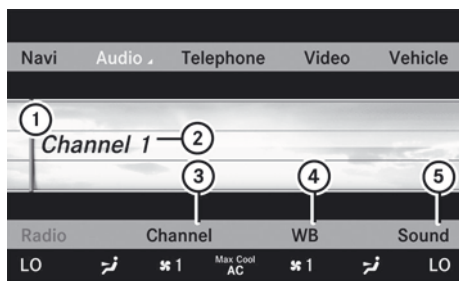 Navi Audio Telephone Video Vehicle
1
Channel 1 2
3 4 5
Radio Channel WB Sound
LO 1 Max Cool AC 1 LO